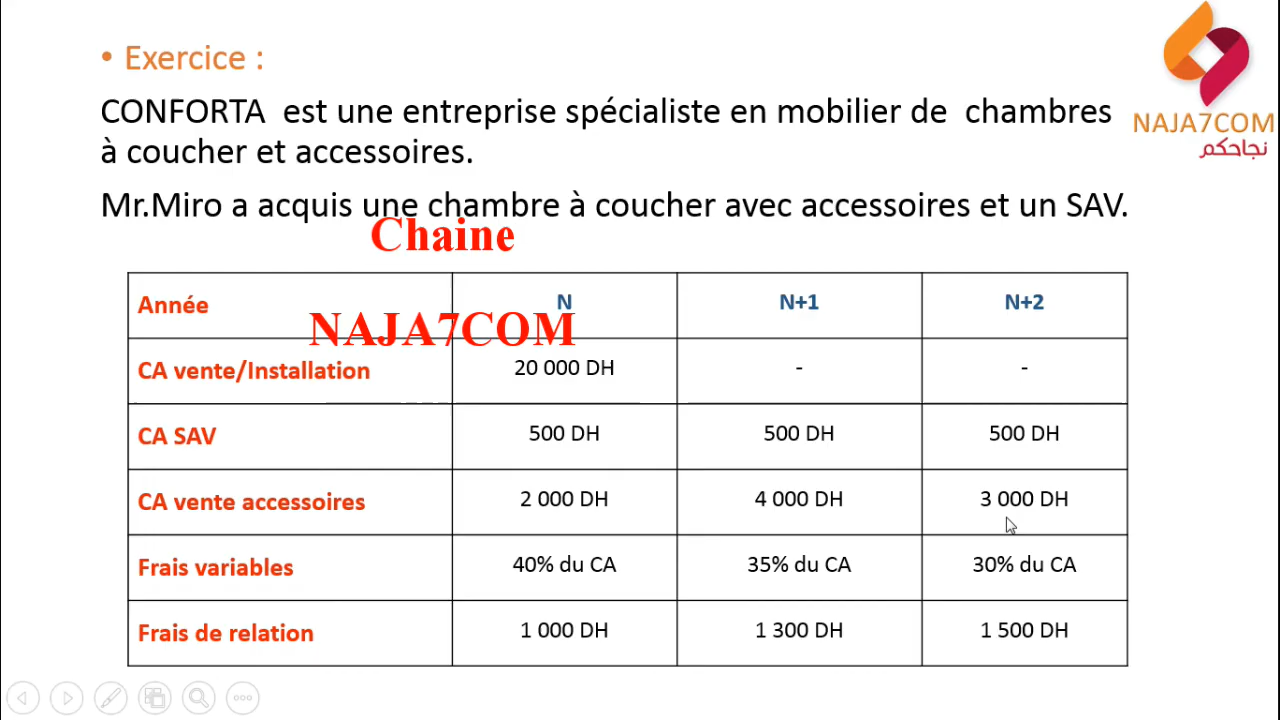 • Exercice :
CONFORTA est une entreprise spécialiste en mobilier de chambres
à coucher et accessoires.
Mr.Miro a acquis une chambre à coucher avec accessoires et un SAV.
NAJA7COM
نجاحكم
Chaine
NAJA7COM
Année N N+1 N+2
CA vente/Installation 20 000 DH - -
CA SAV 500 DH 500 DH 500 DH
CA vente accessoires 2 000 DH 4 000 DH 3 000 DH
Frais variables 40% du CA 35% du CA 30% du CA
Frais de relation 1 000 DH 1 300 DH 1 500 DH